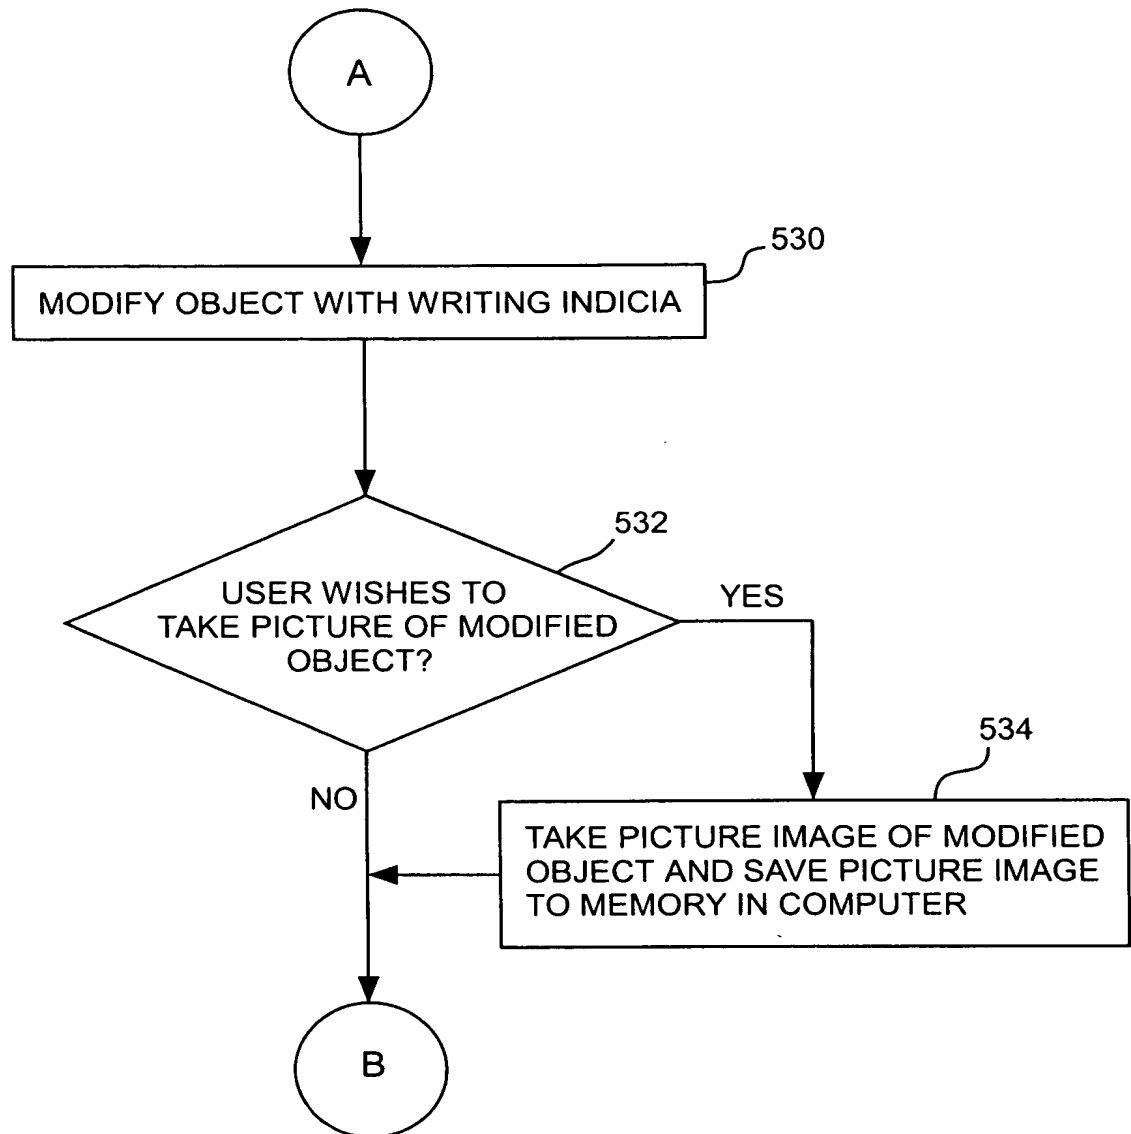 A
530
MODIFY OBJECT WITH WRITING INDICIA
532
USER WISHES TO
TAKE PICTURE OF MODIFIED
OBJECT?
YES
534
NO
TAKE PICTURE IMAGE OF MODIFIED
OBJECT AND SAVE PICTURE IMAGE
TO MEMORY IN COMPUTER
B